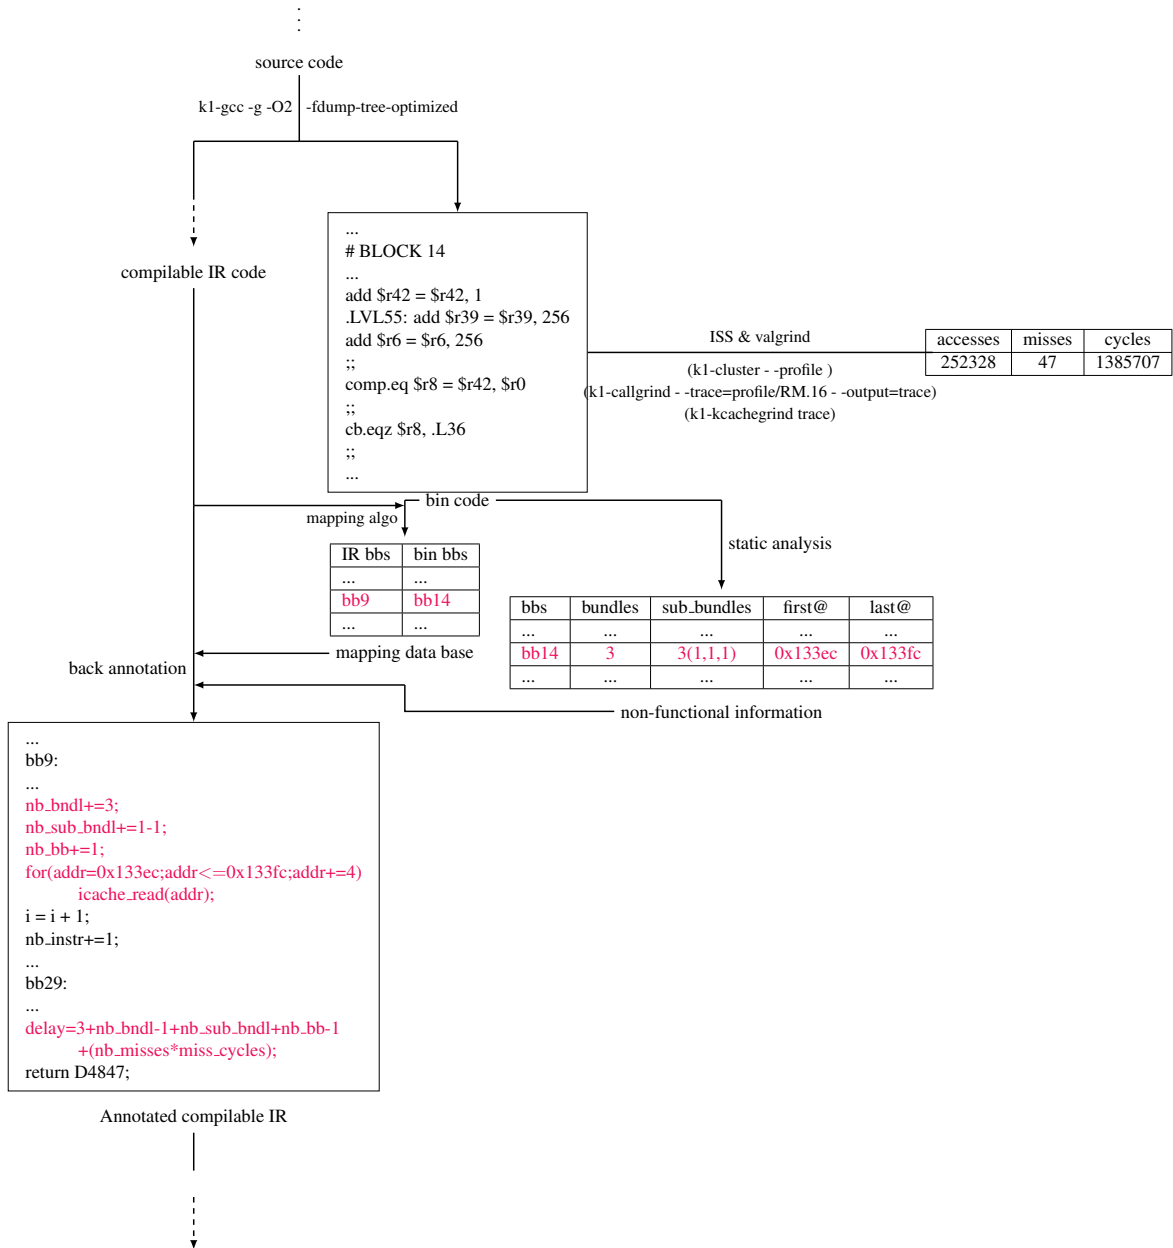 source code
k1-gcc -g -O2 -fdump-tree-optimized
compilable IR code
...
# BLOCK 14
...
add $r42 = $r42, 1
.LVL55: add $r39 = $r39, 256
add $r6 = $r6, 256
;;
comp.eq $r8 = $r42, $r0
;;
cb.eqz $r8, .L36
;;
...
ISS & valgrind
(k1-cluster - -profile )
(k1-callgrind - -trace=profile/RM.16 - -output=trace)
(k1-kcachegrind trace)
accesses misses cycles
252328 47 1385707
bin code
mapping algo
static analysis
IR bbs bin bbs
... ...
bb9 bb14
... ...
mapping data base
bbs bundles sub_bundles first@ last@
... ... ... ... ...
bb14 3 3(1,1,1) 0x133ec 0x133fc
... ... ... ... ...
back annotation
non-functional information
...
bb9:
...
nb_bndl+=3;
nb_sub_bndl+=1-1;
nb_bb+=1;
for(addr=0x133ec;addr<=0x133fc;addr+=4)
icache_read(addr);
i = i + 1;
nb_instr+=1;
...
bb29:
...
delay=3+nb_bndl-1+nb_sub_bndl+nb_bb-1
+(nb_misses*miss_cycles);
return D4847;
Annotated compilable IR